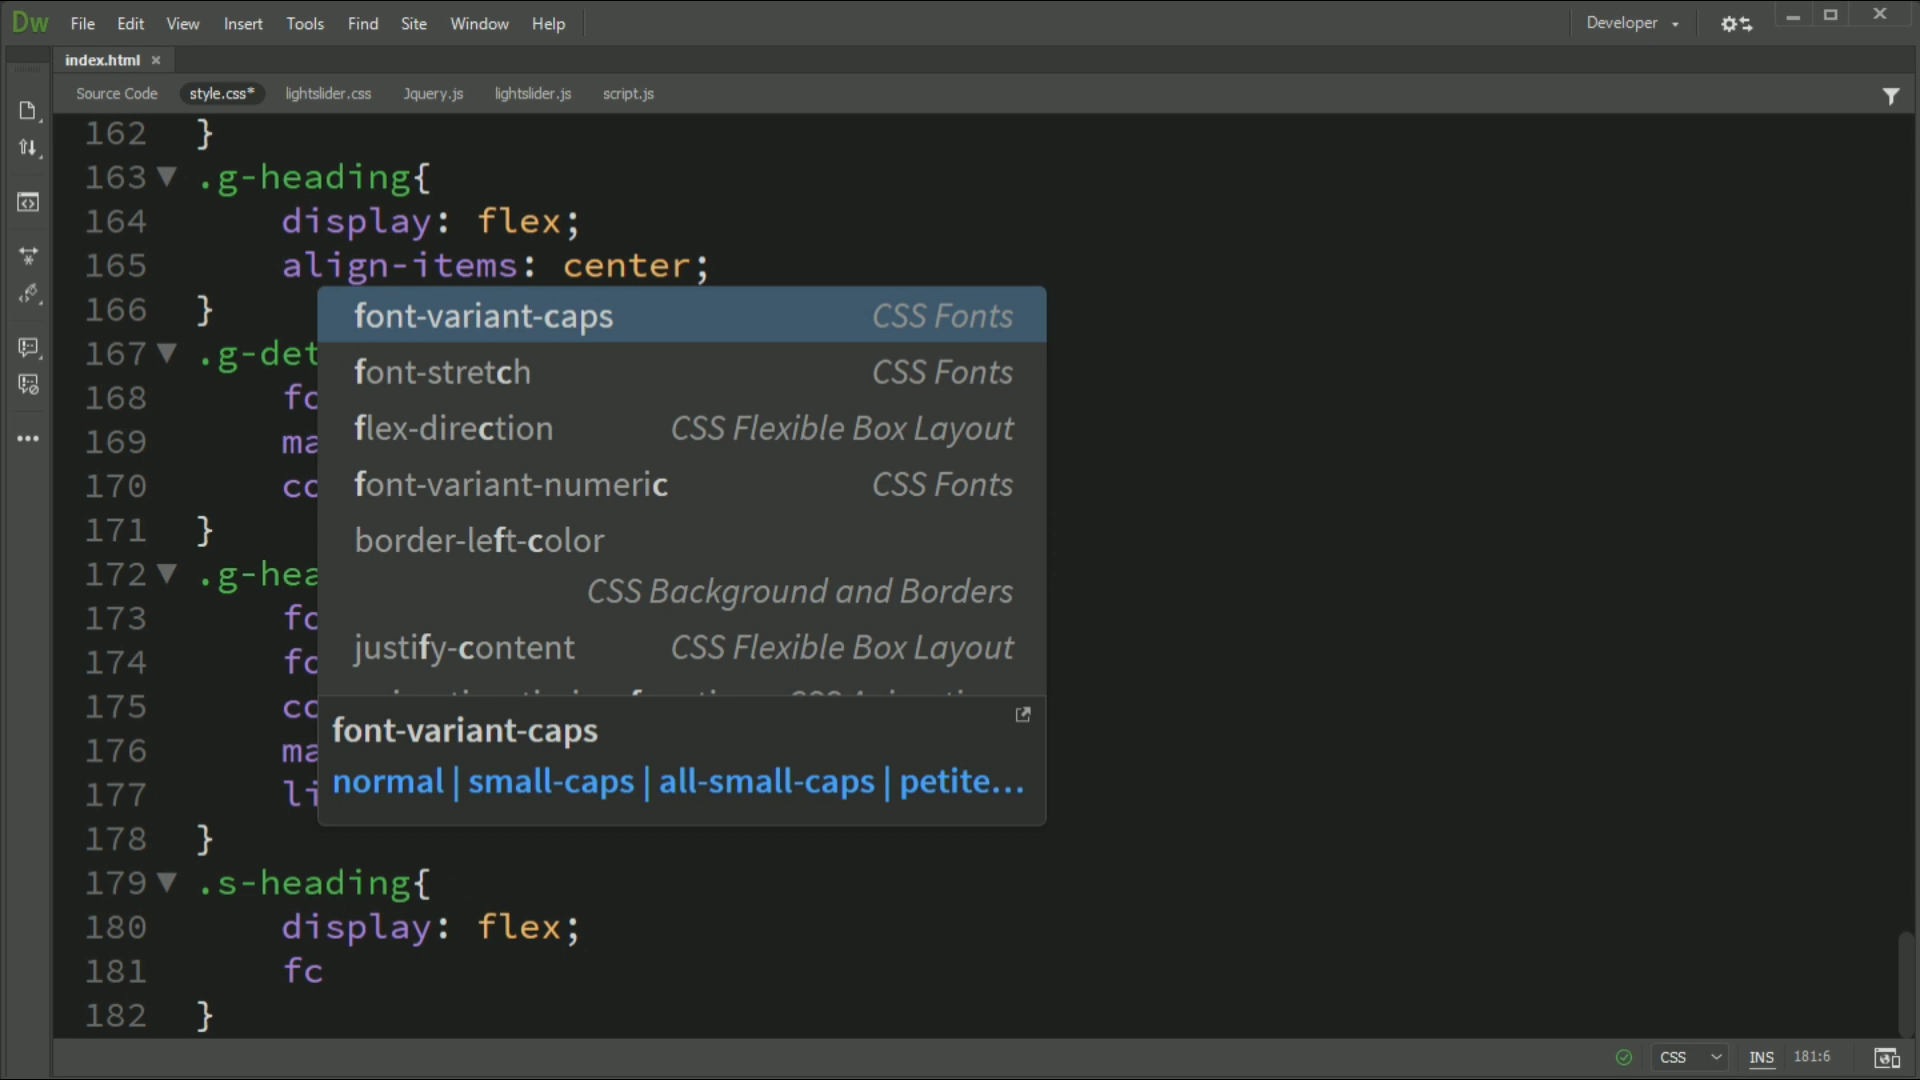 Dw File Edit View Insert Tools Find Site Window Help Developer
index.html ×
Source Code style.css* lightslider.css Jquery.js lightslider.js script.js
162 }
163 .g-heading{
164 display: flex;
165 align-items: center;
166 }
167 .g-det
168 fo
169 ma
170 co
171 }
172 .g-hea
173 fo
174 fo
175 co
176 ma
177 li
178 }
179 .s-heading{
180 display: flex;
181 fc
182 }
font-variant-caps CSS Fonts
font-stretch CSS Fonts
flex-direction CSS Flexible Box Layout
font-variant-numeric CSS Fonts
border-left-color
CSS Background and Borders
justify-content CSS Flexible Box Layout
font-variant-caps
normal | small-caps | all-small-caps | petite...
CSS INS 181:6